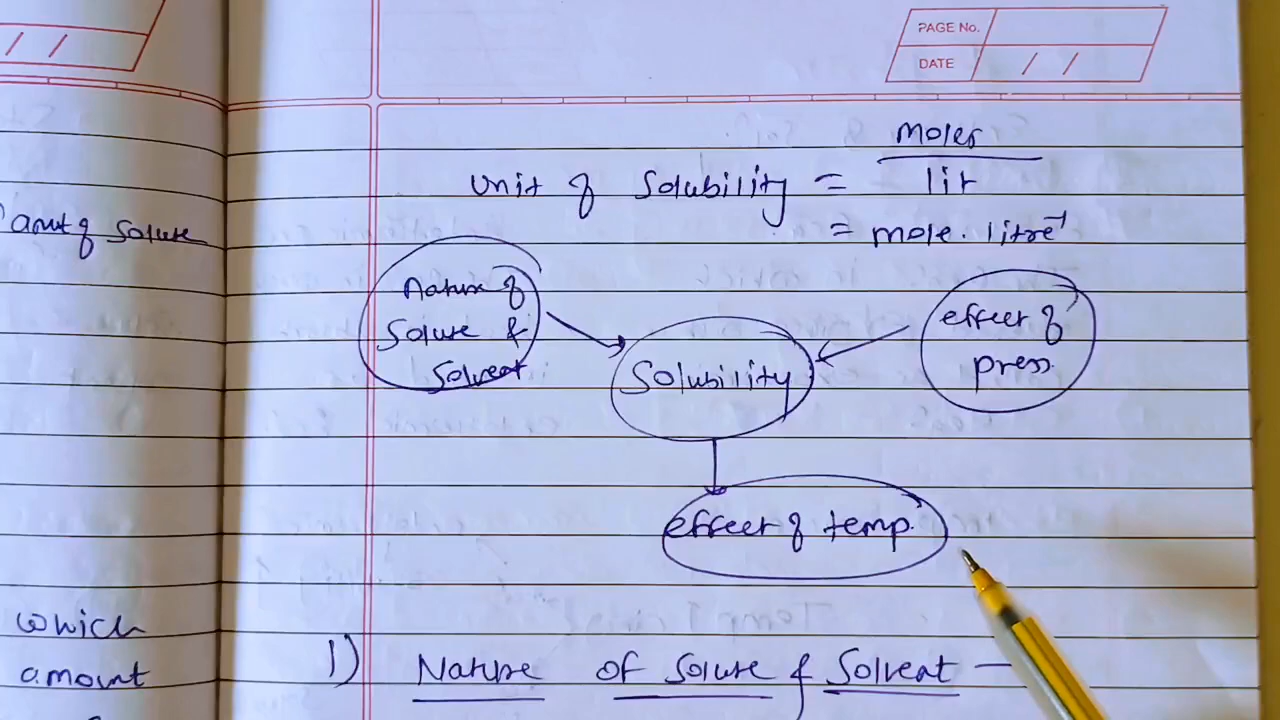 PAGE No.
DATE / /
/ /
moles
unit of solubility = lit
= mole. litre⁻¹
amt of solute
nature of
solute &
solvent
effect of
press
solubility
effect of temp.
which
amount
1) Nature of solute & solvent —